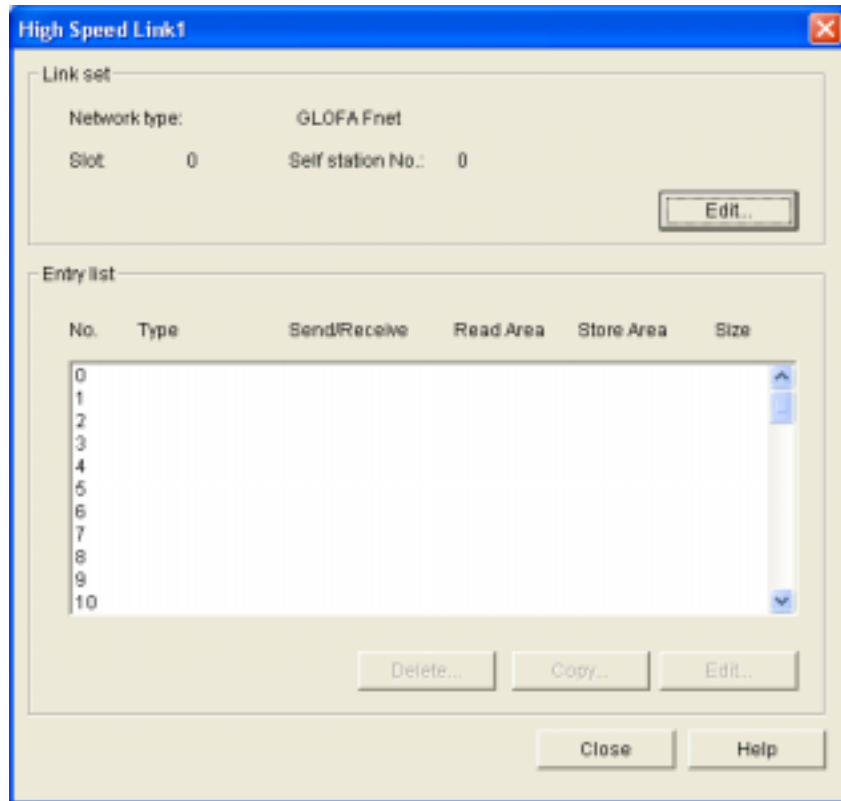 High Speed Link1
Link set
Network type: GLOFA Fnet
Slot: 0 Self station No.: 0
Edit...
Entry list
No. Type Send/Receive Read Area Store Area Size
0
1
2
3
4
5
6
7
8
9
10
Delete... Copy... Edit...
Close Help